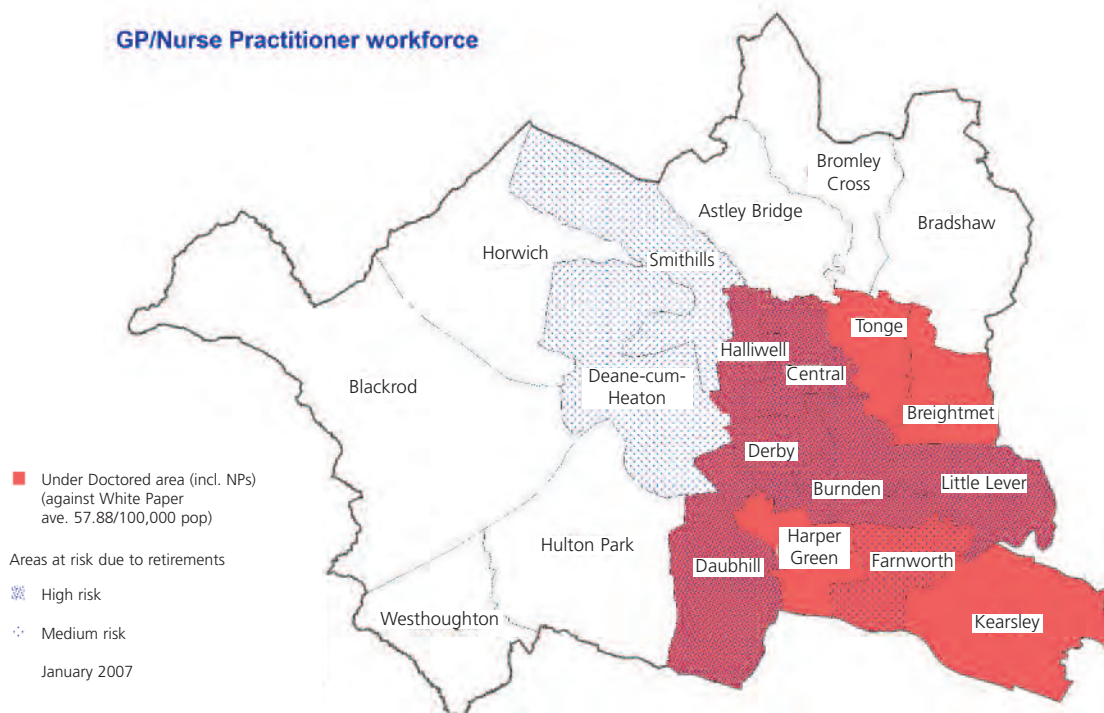 GP/Nurse Practitioner workforce
Bromley
Cross
Astley Bridge
Bradshaw
Horwich
Smithills
Tonge
Halliwell
Central
Blackrod
Deane-cum-
Heaton
Breightmet
Derby
Little Lever
Burnden
Under Doctored area (incl. NPs)
(against White Paper
ave. 57.88/100,000 pop)
Hulton Park
Harper
Green
Daubhill
Farnworth
Areas at risk due to retirements
High risk
Westhoughton
Kearsley
Medium risk
January 2007